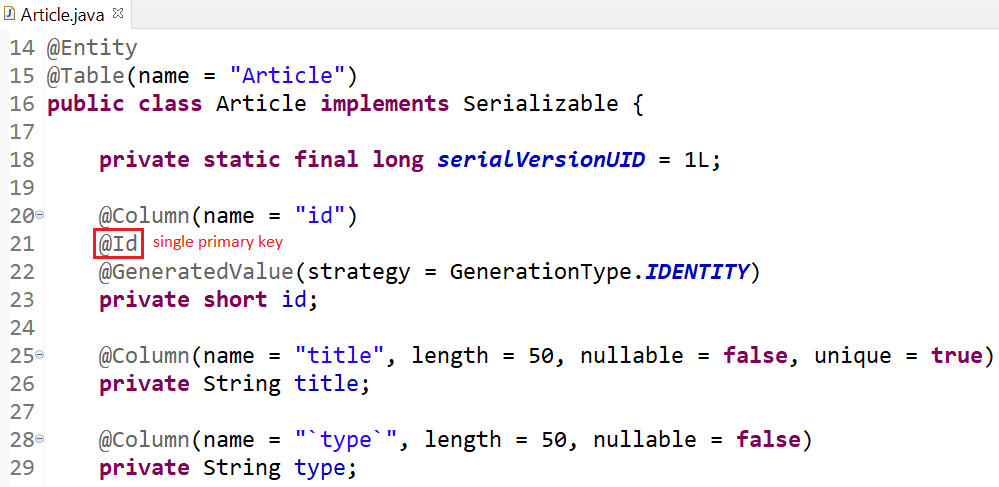 Article.java
14 @Entity
15 @Table(name = "Article")
16 public class Article implements Serializable {
17
18 private static final long serialVersionUID = 1L;
19
20 @Column(name = "id")
21 @Id single primary key
22 @GeneratedValue(strategy = GenerationType.IDENTITY)
23 private short id;
24
25 @Column(name = "title", length = 50, nullable = false, unique = true)
26 private String title;
27
28 @Column(name = "`type`", length = 50, nullable = false)
29 private String type;